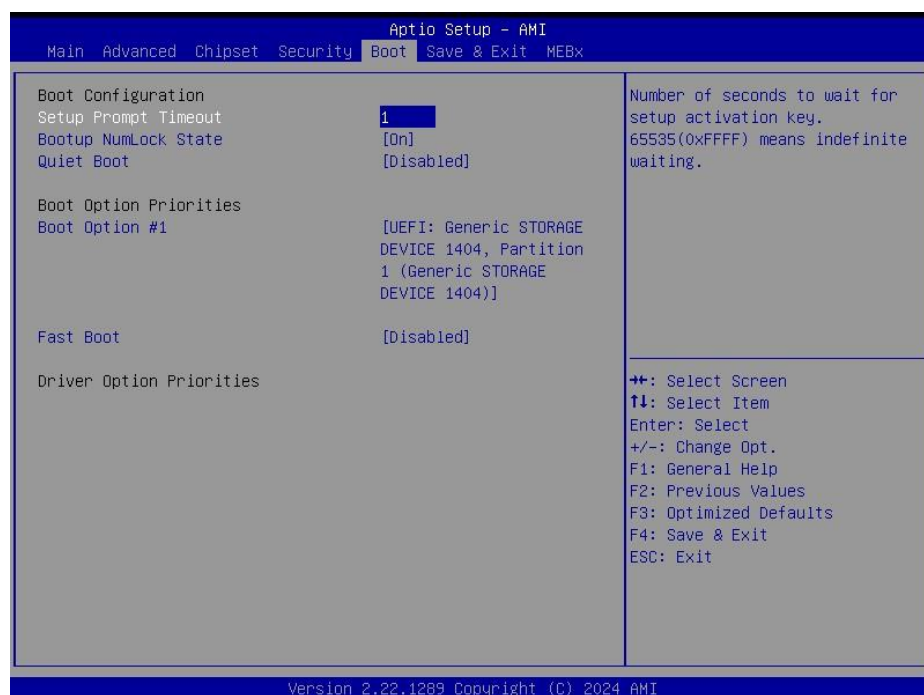 Aptio Setup - AMI
Main Advanced Chipset Security Boot Save & Exit MEBx
Boot Configuration
Setup Prompt Timeout 1
Bootup NumLock State [On]
Quiet Boot [Disabled]
Boot Option Priorities
Boot Option #1 [UEFI: Generic STORAGE
DEVICE 1404, Partition
1 (Generic STORAGE
DEVICE 1404)]
Fast Boot [Disabled]
Driver Option Priorities
Number of seconds to wait for
setup activation key.
65535(0xFFFF) means indefinite
waiting.
→←: Select Screen
↑↓: Select Item
Enter: Select
+/-: Change Opt.
F1: General Help
F2: Previous Values
F3: Optimized Defaults
F4: Save & Exit
ESC: Exit
Version 2.22.1289 Copyright (C) 2024 AMI